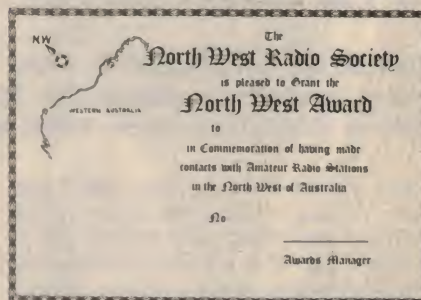 NW
WESTERN AUSTRALIA
The
North West Radio Society
is pleased to Grant the
North West Award
to
in Commemoration of having made
contacts with Amateur Radio Stations
in the North West of Australia
No
Awards Manager